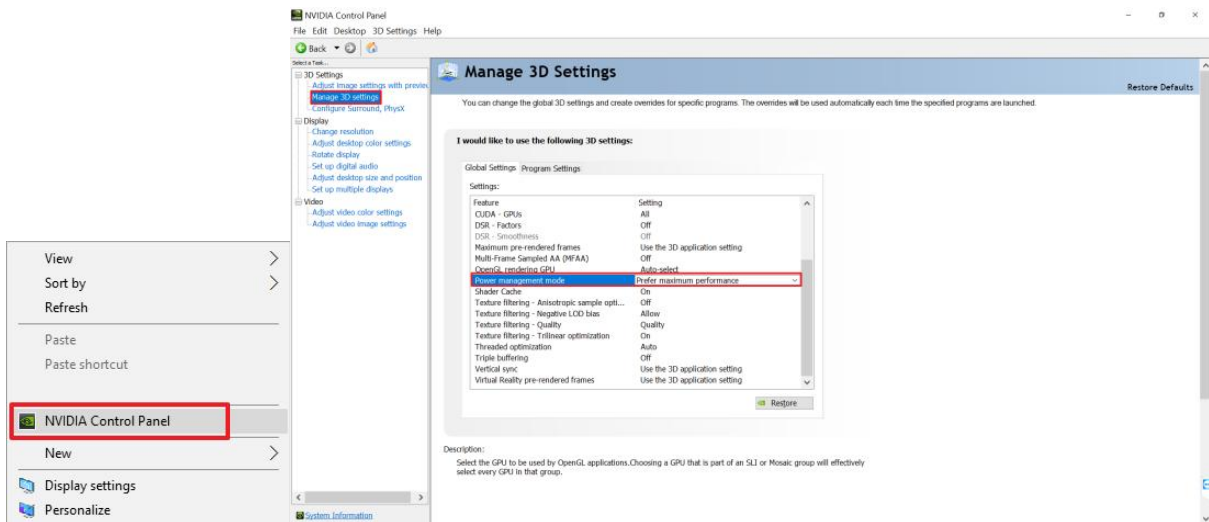 NVIDIA Control Panel
File Edit Desktop 3D Settings Help
Back
Select a Task...
3D Settings
Adjust image settings with preview
Manage 3D settings
Configure Surround, PhysX
Display
Change resolution
Adjust desktop color settings
Rotate display
Set up digital audio
Adjust desktop size and position
Set up multiple displays
Video
Adjust video color settings
Adjust video image settings
System Information
Manage 3D Settings
Restore Defaults
You can change the global 3D settings and create overrides for specific programs. The overrides will be used automatically each time the specified programs are launched.
I would like to use the following 3D settings:
Global Settings Program Settings
Settings:
Feature Setting
CUDA - GPUs All
DSR - Factors Off
DSR - Smoothness Off
Maximum pre-rendered frames Use the 3D application setting
Multi-Frame Sampled AA (MFAA) Off
OpenGL rendering GPU Auto-select
Power management mode Prefer maximum performance
Shader Cache On
Texture filtering - Anisotropic sample opti... Off
Texture filtering - Negative LOD bias Allow
Texture filtering - Quality Quality
Texture filtering - Trilinear optimization On
Threaded optimization Auto
Triple buffering Off
Vertical sync Use the 3D application setting
Virtual Reality pre-rendered frames Use the 3D application setting
Restore
Description:
Select the GPU to be used by OpenGL applications.Choosing a GPU that is part of an SLI or Mosaic group will effectively
select every GPU in that group.
View
Sort by
Refresh
Paste
Paste shortcut
NVIDIA Control Panel
New
Display settings
Personalize